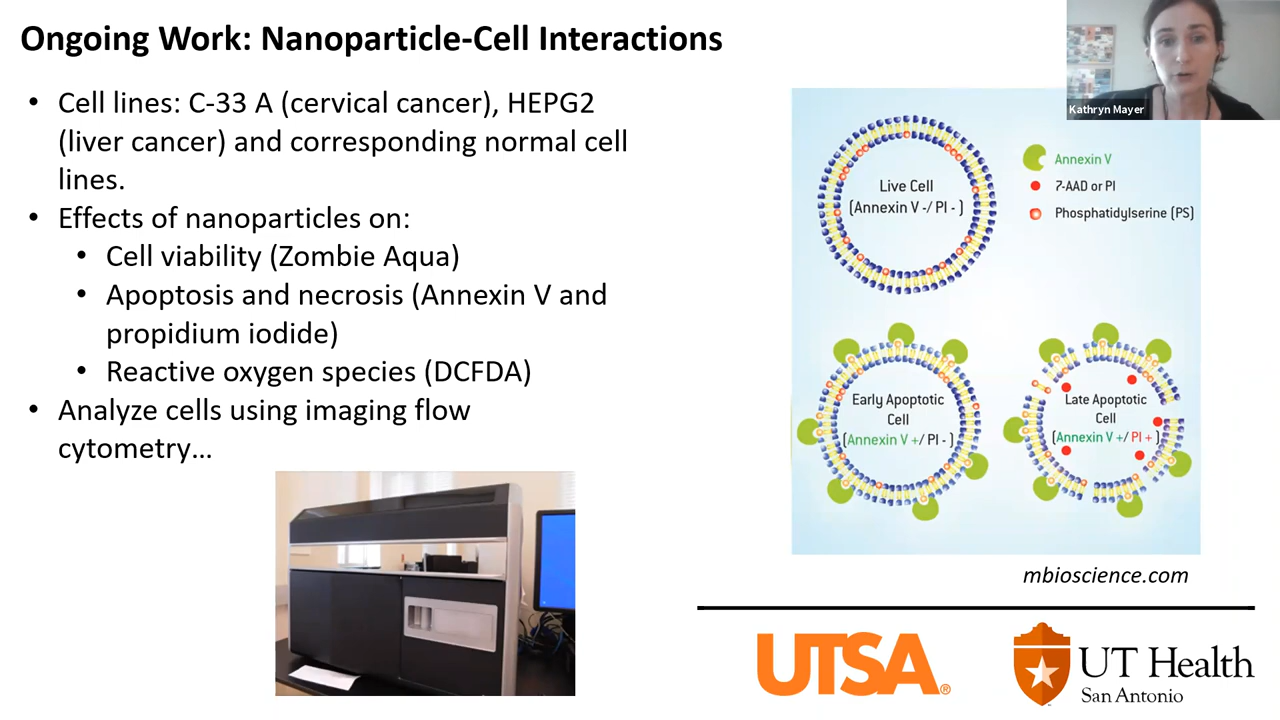 Ongoing Work: Nanoparticle-Cell Interactions
• Cell lines: C-33 A (cervical cancer), HEPG2
(liver cancer) and corresponding normal cell
lines.
• Effects of nanoparticles on:
• Cell viability (Zombie Aqua)
• Apoptosis and necrosis (Annexin V and
propidium iodide)
• Reactive oxygen species (DCFDA)
• Analyze cells using imaging flow
cytometry...
Kathryn Mayer
Live Cell
(Annexin V -/ PI - )
Annexin V
7-AAD or PI
Phosphatidylserine (PS)
Early Apoptotic
Cell
(Annexin V +/ PI - )
Late Apoptotic
Cell
(Annexin V +/ PI + )
mbioscience.com
UTSA®
UT Health
San Antonio